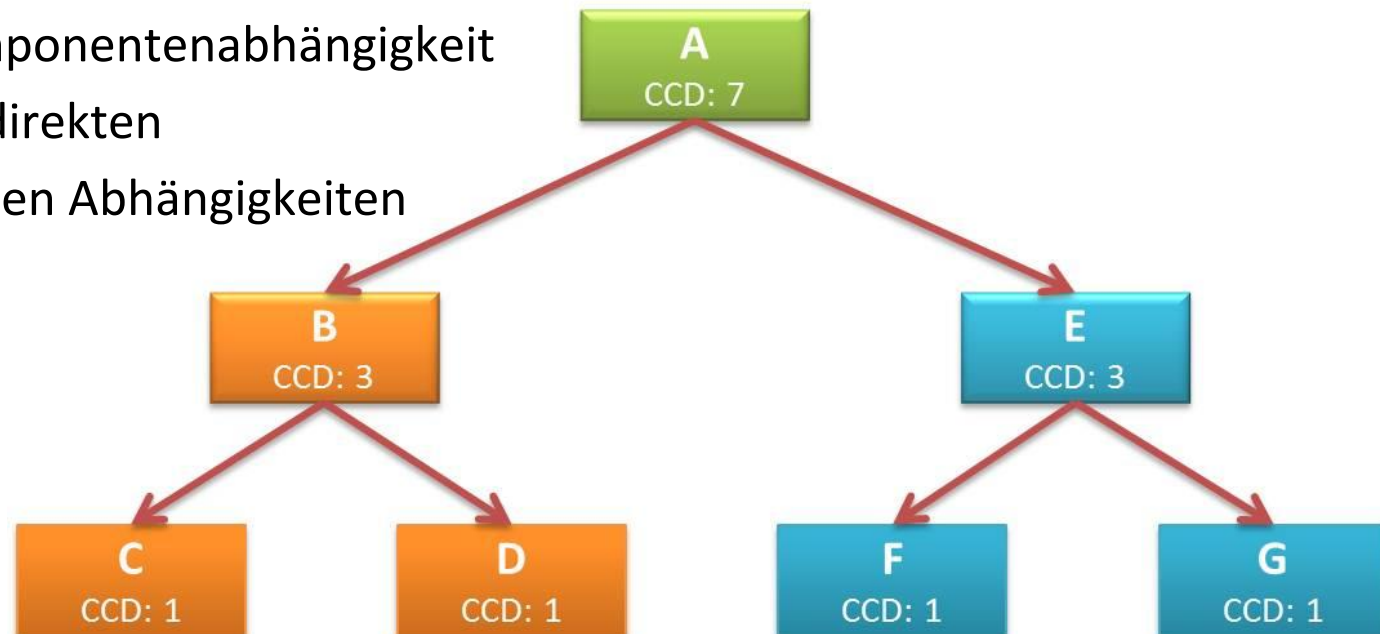 ponentenabhängigkeit
direkten
en Abhängigkeiten
A
CCD: 7
B
CCD: 3
E
CCD: 3
C
CCD: 1
D
CCD: 1
F
CCD: 1
G
CCD: 1